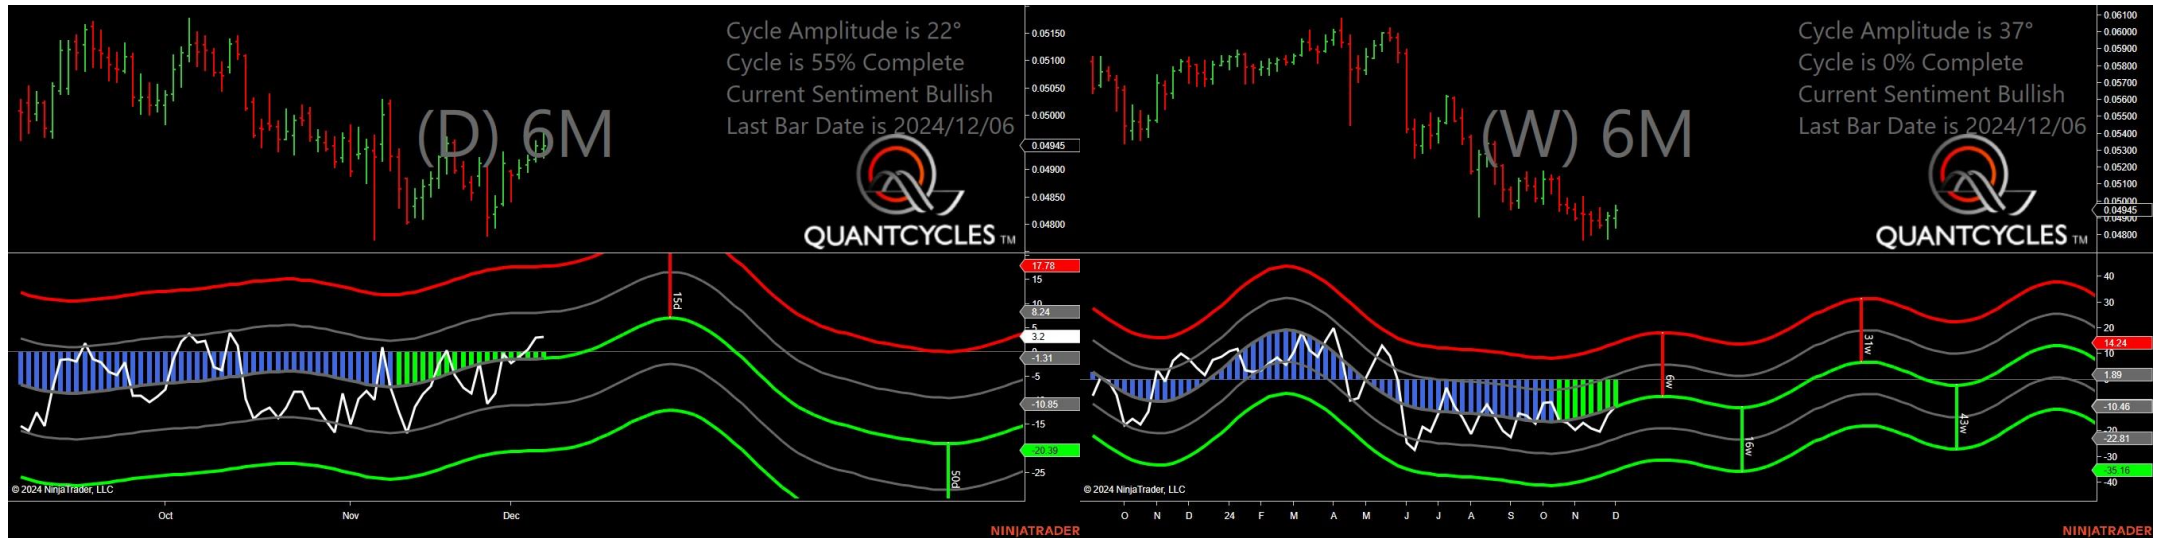 Cycle Amplitude is 22°
Cycle is 55% Complete
Current Sentiment Bullish
Last Bar Date is 2024/12/06
(D) 6M
QUANTCYCLES TM
0.05150
0.05100
0.05050
0.05000
0.04945
0.04900
0.04850
0.04800
17.78
15
10
8.24
5
3.2
-1.31
-5
-10.85
-15
-20.39
-25
15d
50d
© 2024 NinjaTrader, LLC
Oct Nov Dec
NINJATRADER
Cycle Amplitude is 37°
Cycle is 0% Complete
Current Sentiment Bullish
Last Bar Date is 2024/12/06
(W) 6M
QUANTCYCLES TM
0.06100
0.06000
0.05900
0.05800
0.05700
0.05600
0.05500
0.05400
0.05300
0.05200
0.05100
0.05000
0.04945
0.04800
40
30
20
14.24
10
1.89
-10.46
-22.81
-30
-35.16
-40
6w
16w
31w
43w
© 2024 NinjaTrader, LLC
O N D 24 F M A M J J A S O N D
NINJATRADER